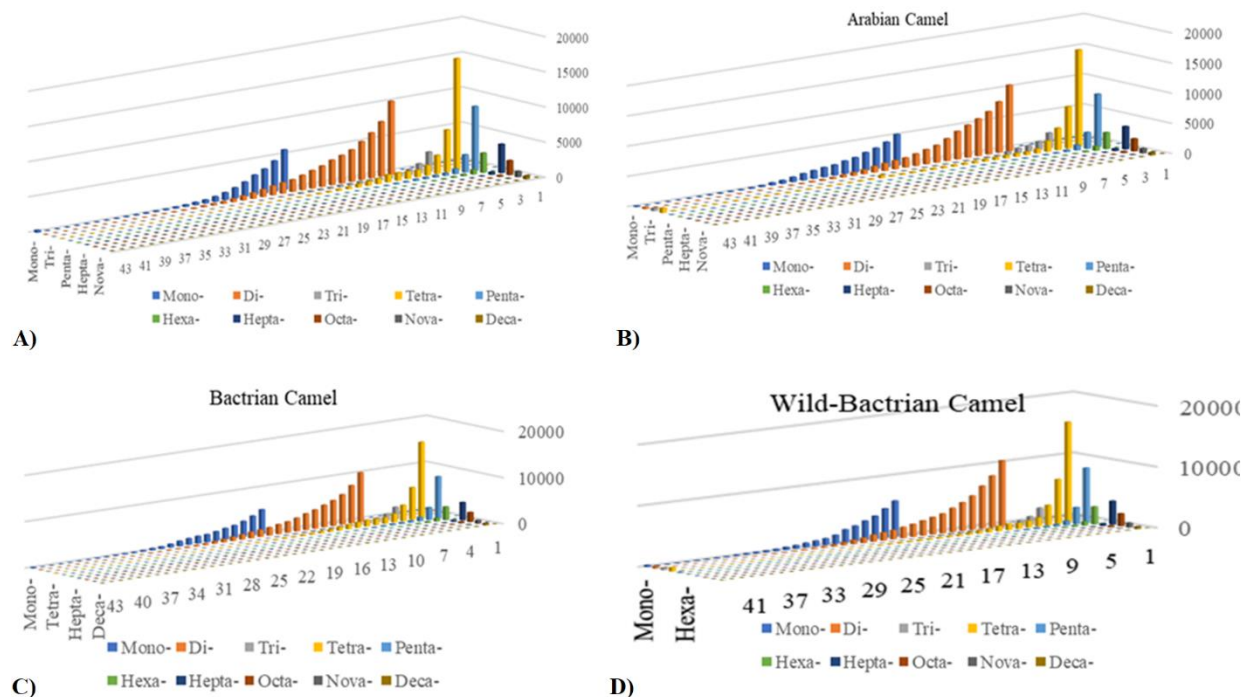 20000
15000
10000
5000
0
Mono-
Tri-
Penta-
Hepta-
Nova-
43 41 39 37 35 33 31 29 27 25 23 21 19 17 15 13 11 9 7 5 3 1
Mono- Di- Tri- Tetra- Penta-
Hexa- Hepta- Octa- Nova- Deca-
A)
Arabian Camel
20000
15000
10000
5000
0
Mono-
Tri-
Penta-
Hepta-
Nova-
43 41 39 37 35 33 31 29 27 25 23 21 19 17 15 13 11 9 7 5 3 1
Mono- Di- Tri- Tetra- Penta-
Hexa- Hepta- Octa- Nova- Deca-
B)
Bactrian Camel
20000
10000
0
Mono-
Tetra-
Hepta-
Deca-
43 40 37 34 31 28 25 22 19 16 13 10 7 4 1
Mono- Di- Tri- Tetra- Penta-
Hexa- Hepta- Octa- Nova- Deca-
C)
Wild-Bactrian Camel
20000
10000
0
Mono-
Hexa-
41 37 33 29 25 21 17 13 9 5 1
Mono- Di- Tri- Tetra- Penta-
Hexa- Hepta- Octa- Nova- Deca-
D)